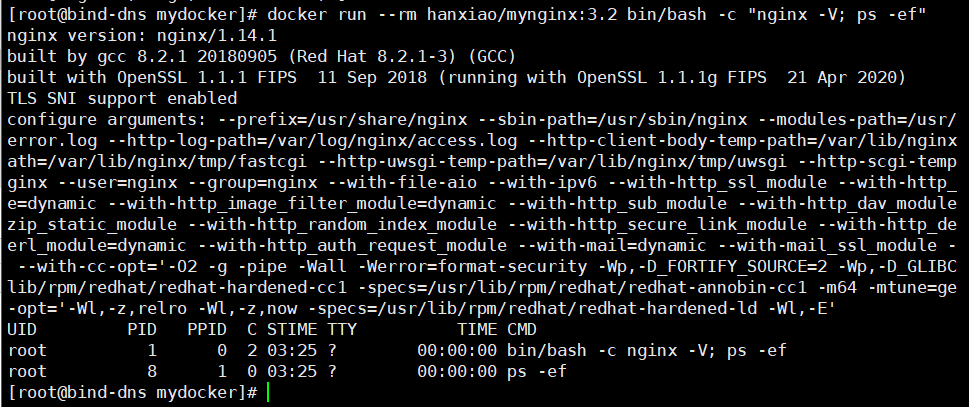 [root@bind-dns mydocker]# docker run --rm hanxiao/mynginx:3.2 bin/bash -c "nginx -V; ps -ef"
nginx version: nginx/1.14.1
built by gcc 8.2.1 20180905 (Red Hat 8.2.1-3) (GCC)
built with OpenSSL 1.1.1 FIPS  11 Sep 2018 (running with OpenSSL 1.1.1g FIPS  21 Apr 2020)
TLS SNI support enabled
configure arguments: --prefix=/usr/share/nginx --sbin-path=/usr/sbin/nginx --modules-path=/usr/
error.log --http-log-path=/var/log/nginx/access.log --http-client-body-temp-path=/var/lib/nginx
ath=/var/lib/nginx/tmp/fastcgi --http-uwsgi-temp-path=/var/lib/nginx/tmp/uwsgi --http-scgi-temp
ginx --user=nginx --group=nginx --with-file-aio --with-ipv6 --with-http_ssl_module --with-http_
e=dynamic --with-http_image_filter_module=dynamic --with-http_sub_module --with-http_dav_module
zip_static_module --with-http_random_index_module --with-http_secure_link_module --with-http_de
erl_module=dynamic --with-http_auth_request_module --with-mail=dynamic --with-mail_ssl_module -
 --with-cc-opt='-O2 -g -pipe -Wall -Werror=format-security -Wp,-D_FORTIFY_SOURCE=2 -Wp,-D_GLIBC
lib/rpm/redhat/redhat-hardened-cc1 -specs=/usr/lib/rpm/redhat/redhat-annobin-cc1 -m64 -mtune=ge
-opt='-Wl,-z,relro -Wl,-z,now -specs=/usr/lib/rpm/redhat/redhat-hardened-ld -Wl,-E'
UID         PID   PPID  C STIME TTY          TIME CMD
root          1      0  2 03:25 ?        00:00:00 bin/bash -c nginx -V; ps -ef
root          8      1  0 03:25 ?        00:00:00 ps -ef
[root@bind-dns mydocker]#